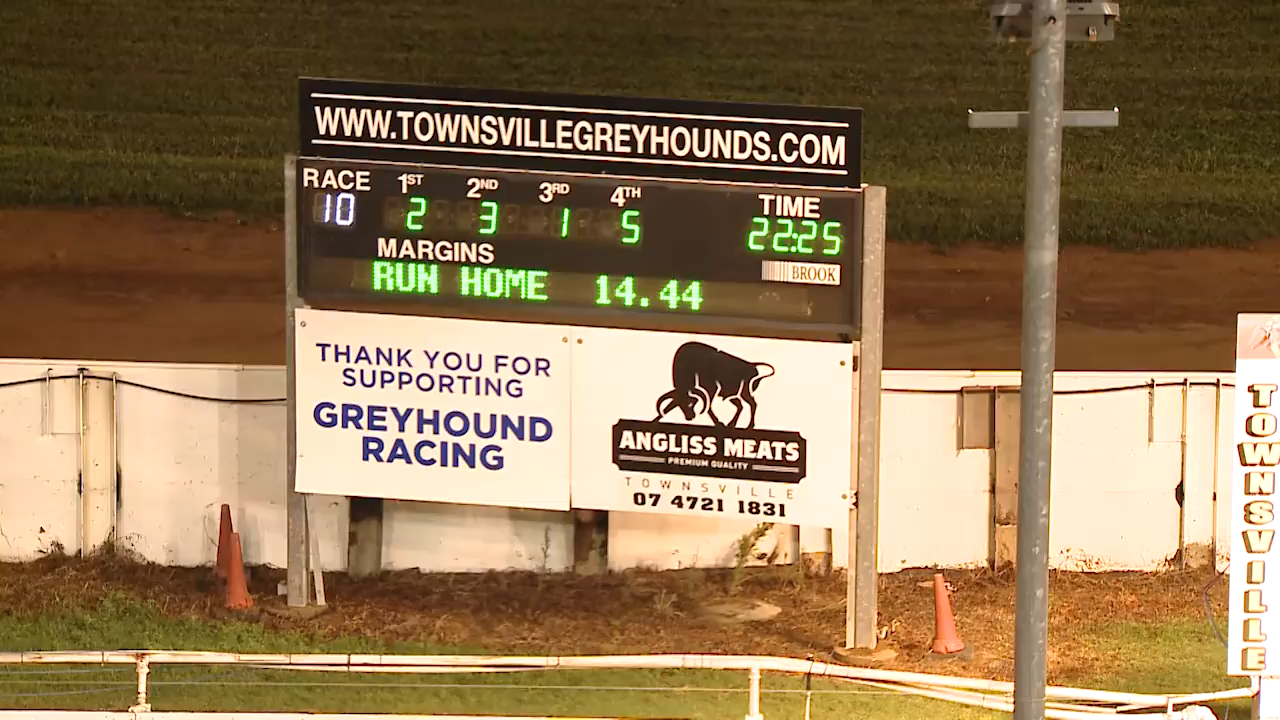 WWW.TOWNSVILLEGREYHOUNDS.COM
RACE 1ST 2ND 3RD 4TH TIME
10 2 3 1 5 22:25
MARGINS
BROOK
RUN HOME 14.44
THANK YOU FOR
SUPPORTING
GREYHOUND
RACING
ANGLISS MEATS
PREMIUM QUALITY
TOWNSVILLE
07 4721 1831
TOWNSVILLE